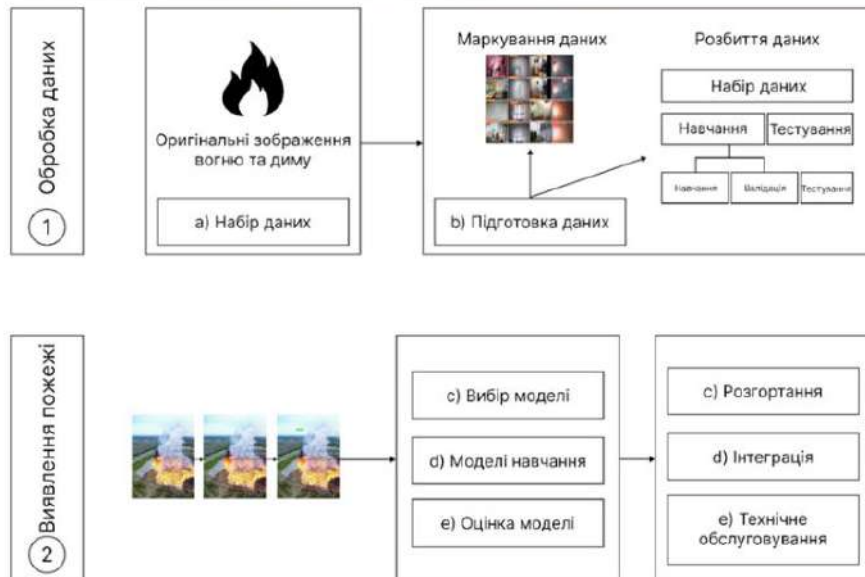 Обробка даних
1
Оригінальні зображення
вогню та диму
a) Набір даних
Маркування даних
b) Підготовка даних
Розбиття даних
Набір даних
Навчання
Тестування
Навчання
Валідація
Тестування
Виявлення пожежі
2
c) Вибір моделі
d) Моделі навчання
e) Оцінка моделі
c) Розгортання
d) Інтеграція
e) Технічне
обслуговування